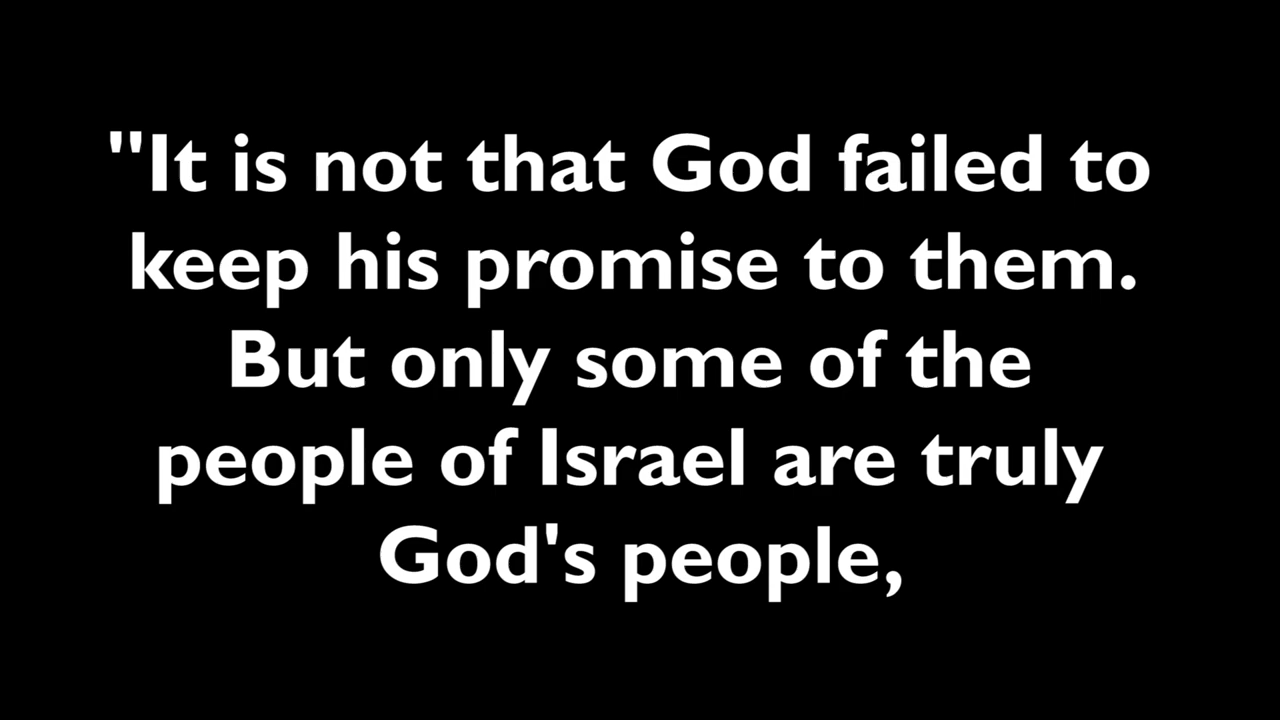 "It is not that God failed to
keep his promise to them.
But only some of the
people of Israel are truly
God's people,